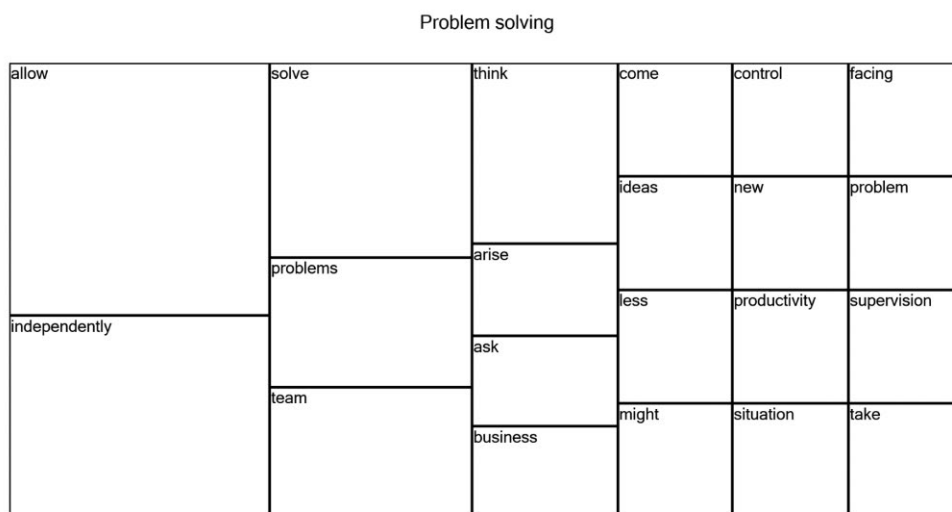 Problem solving
allow
independently
solve
problems
team
think
arise
ask
business
come
control
facing
ideas
new
problem
less
productivity
supervision
might
situation
take